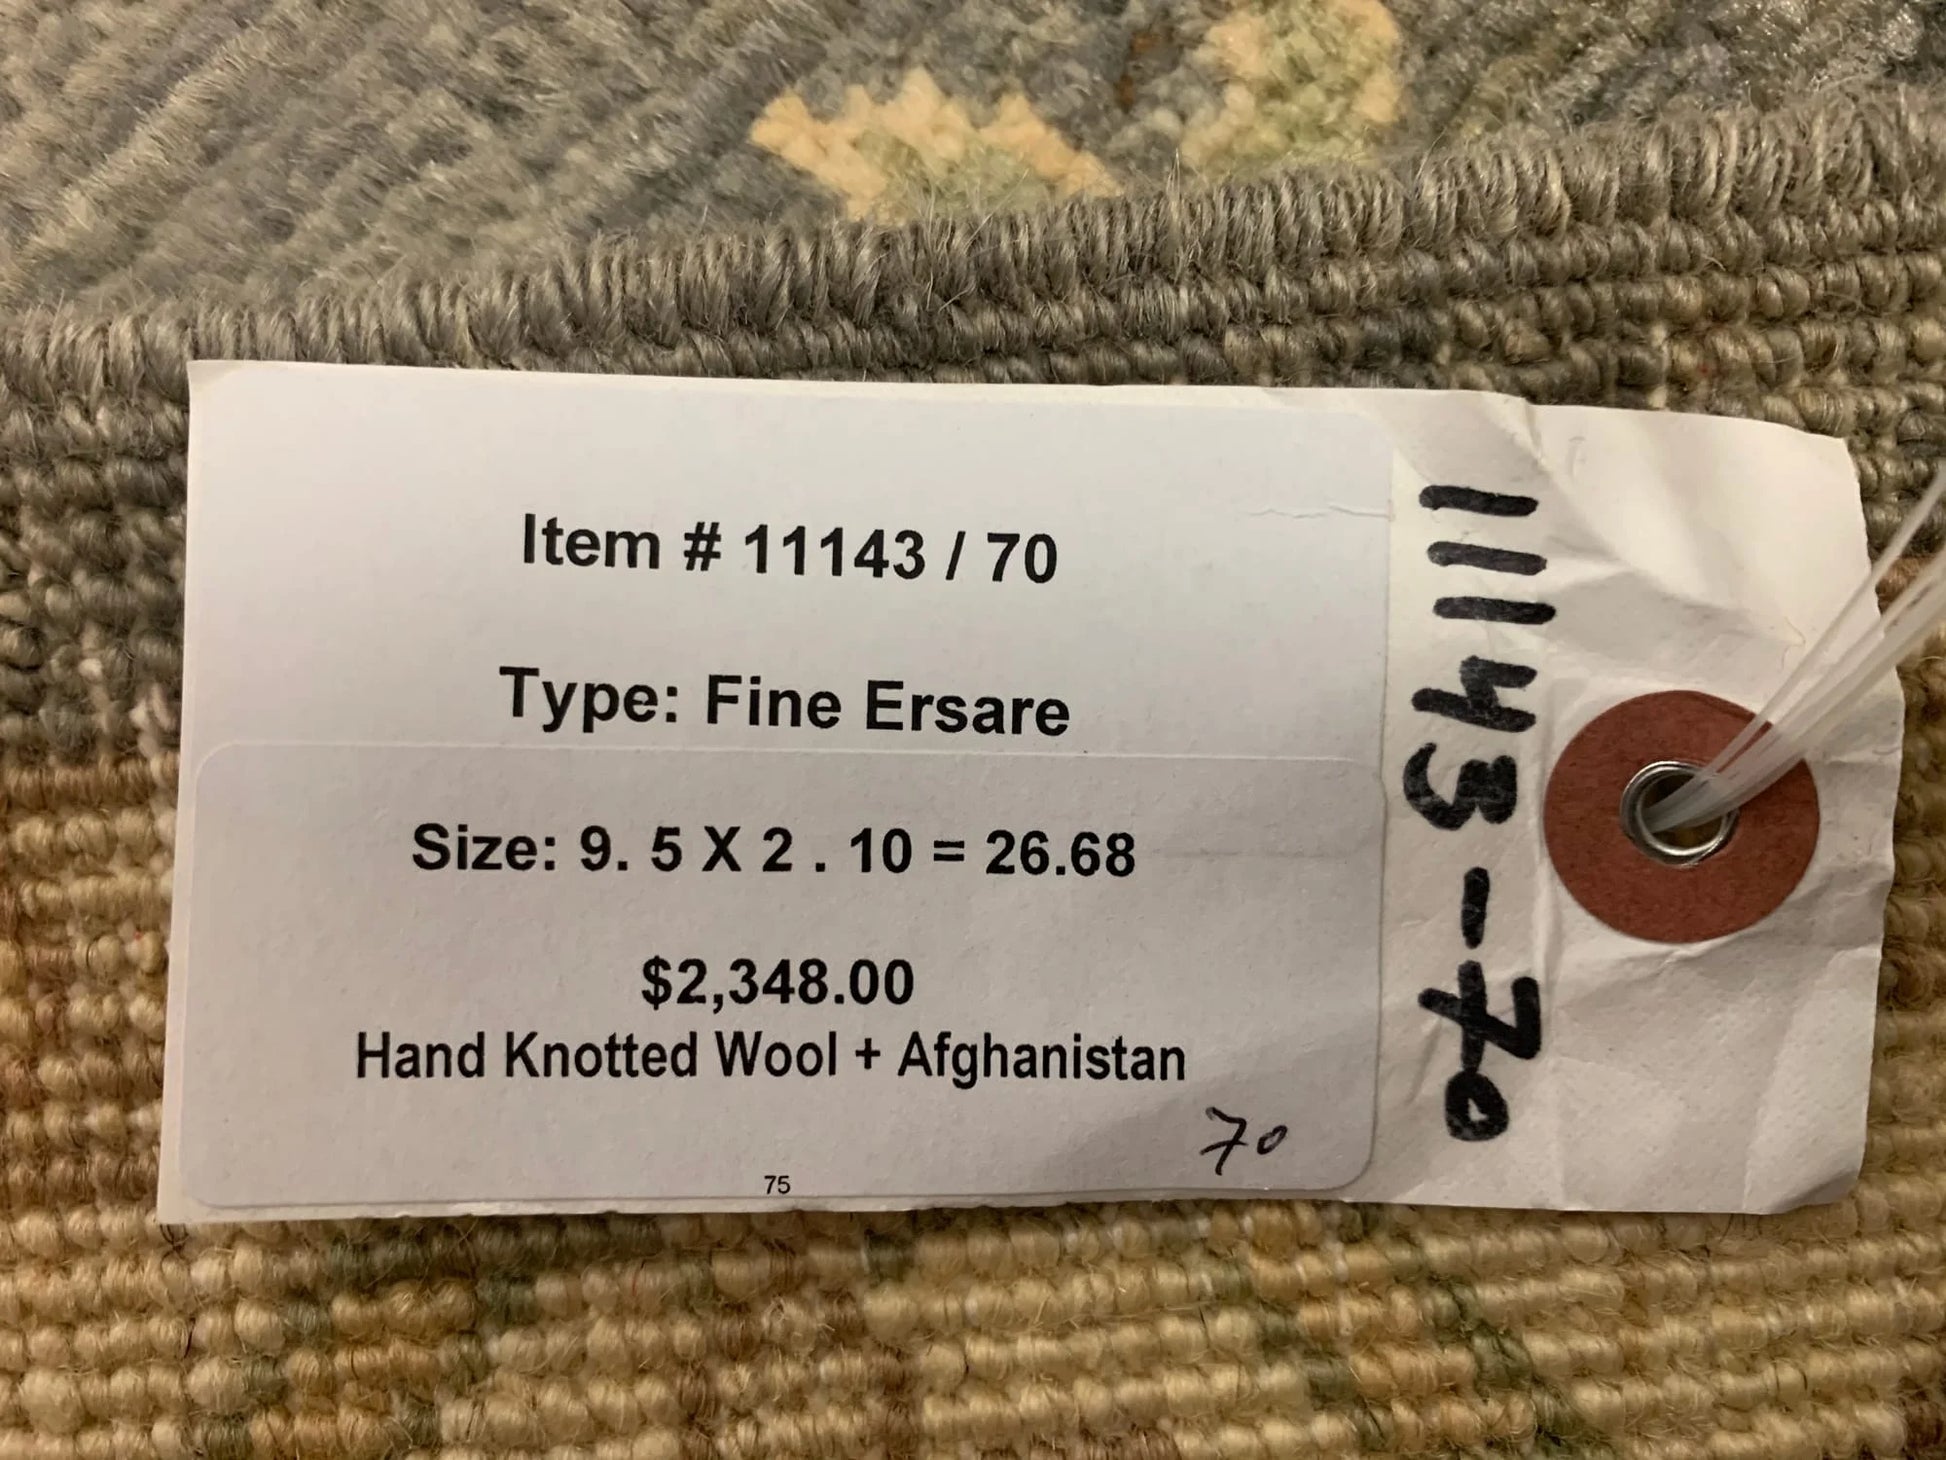 Item # 11143 / 70
Type: Fine Ersare
Size: 9. 5 X 2 . 10 = 26.68
$2,348.00
Hand Knotted Wool + Afghanistan
70
75
11143-70